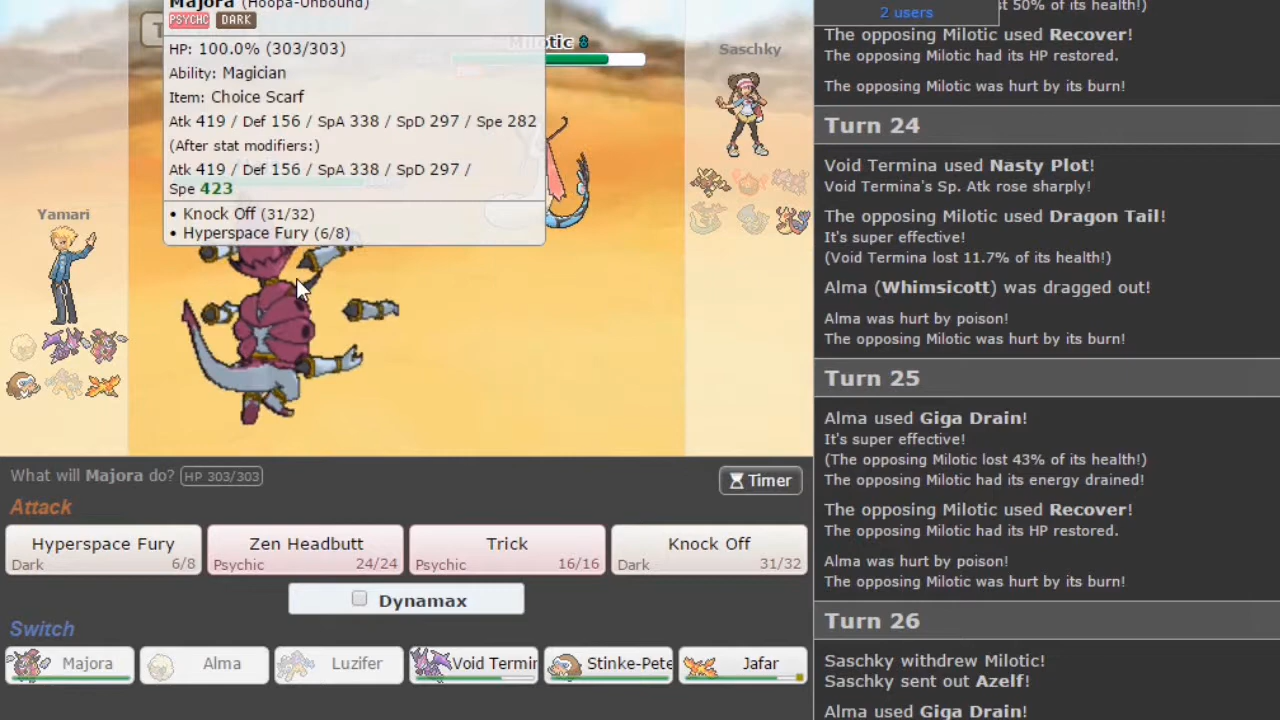 Majora (Hoopa-Unbound)
PSYCHC DARK
HP: 100.0% (303/303)
Ability: Magician
Item: Choice Scarf
Atk 419 / Def 156 / SpA 338 / SpD 297 / Spe 282
(After stat modifiers:)
Atk 419 / Def 156 / SpA 338 / SpD 297 /
Spe 423
• Knock Off (31/32)
• Hyperspace Fury (6/8)
Milotic
Saschky
Yamari
What will Majora do? HP 303/303
Timer
Attack
Hyperspace Fury
Dark 6/8
Zen Headbutt
Psychic 24/24
Trick
Psychic 16/16
Knock Off
Dark 31/32
Dynamax
Switch
Majora
Alma
Luzifer
Void Termin
Stinke-Pete
Jafar
2 users
st 50% of its health!)
The opposing Milotic used Recover!
The opposing Milotic had its HP restored.
The opposing Milotic was hurt by its burn!
Turn 24
Void Termina used Nasty Plot!
Void Termina's Sp. Atk rose sharply!
The opposing Milotic used Dragon Tail!
It's super effective!
(Void Termina lost 11.7% of its health!)
Alma (Whimsicott) was dragged out!
Alma was hurt by poison!
The opposing Milotic was hurt by its burn!
Turn 25
Alma used Giga Drain!
It's super effective!
(The opposing Milotic lost 43% of its health!)
The opposing Milotic had its energy drained!
The opposing Milotic used Recover!
The opposing Milotic had its HP restored.
Alma was hurt by poison!
The opposing Milotic was hurt by its burn!
Turn 26
Saschky withdrew Milotic!
Saschky sent out Azelf!
Alma used Giga Drain!